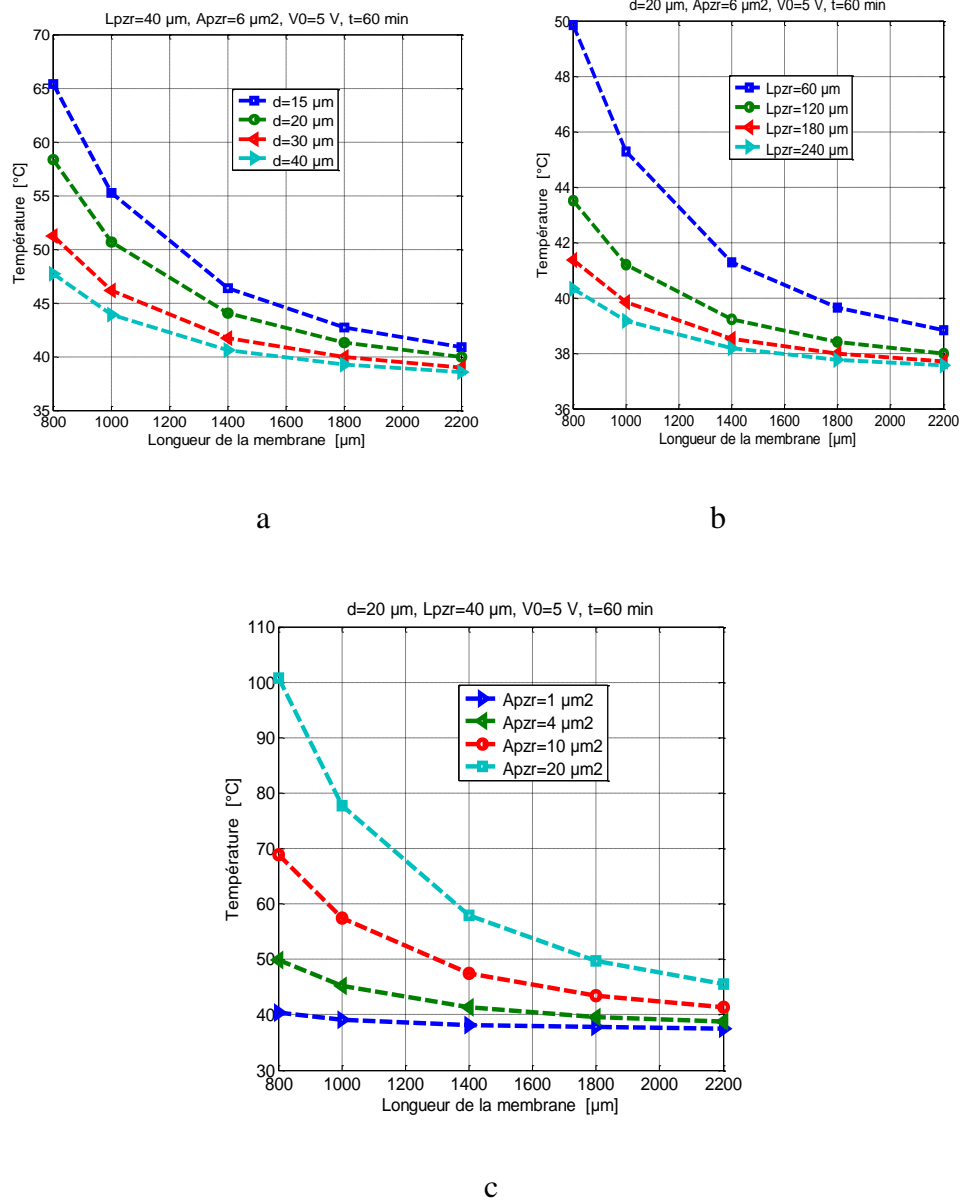 Lpzr=40 µm, Apzr=6 µm2, V0=5 V, t=60 min
70
65
60
55
50
45
40
35
800 1000 1200 1400 1600 1800 2000 2200
Température [°C]
Longueur de la membrane [µm]
d=15 µm
d=20 µm
d=30 µm
d=40 µm
a
d=20 µm, Apzr=6 µm2, V0=5 V, t=60 min
50
48
46
44
42
40
38
36
800 1000 1200 1400 1600 1800 2000 2200
Température [°C]
Longueur de la membrane [µm]
Lpzr=60 µm
Lpzr=120 µm
Lpzr=180 µm
Lpzr=240 µm
b
d=20 µm, Lpzr=40 µm, V0=5 V, t=60 min
110
100
90
80
70
60
50
40
30
800 1000 1200 1400 1600 1800 2000 2200
Température [°C]
Longueur de la membrane [µm]
Apzr=1 µm2
Apzr=4 µm2
Apzr=10 µm2
Apzr=20 µm2
c